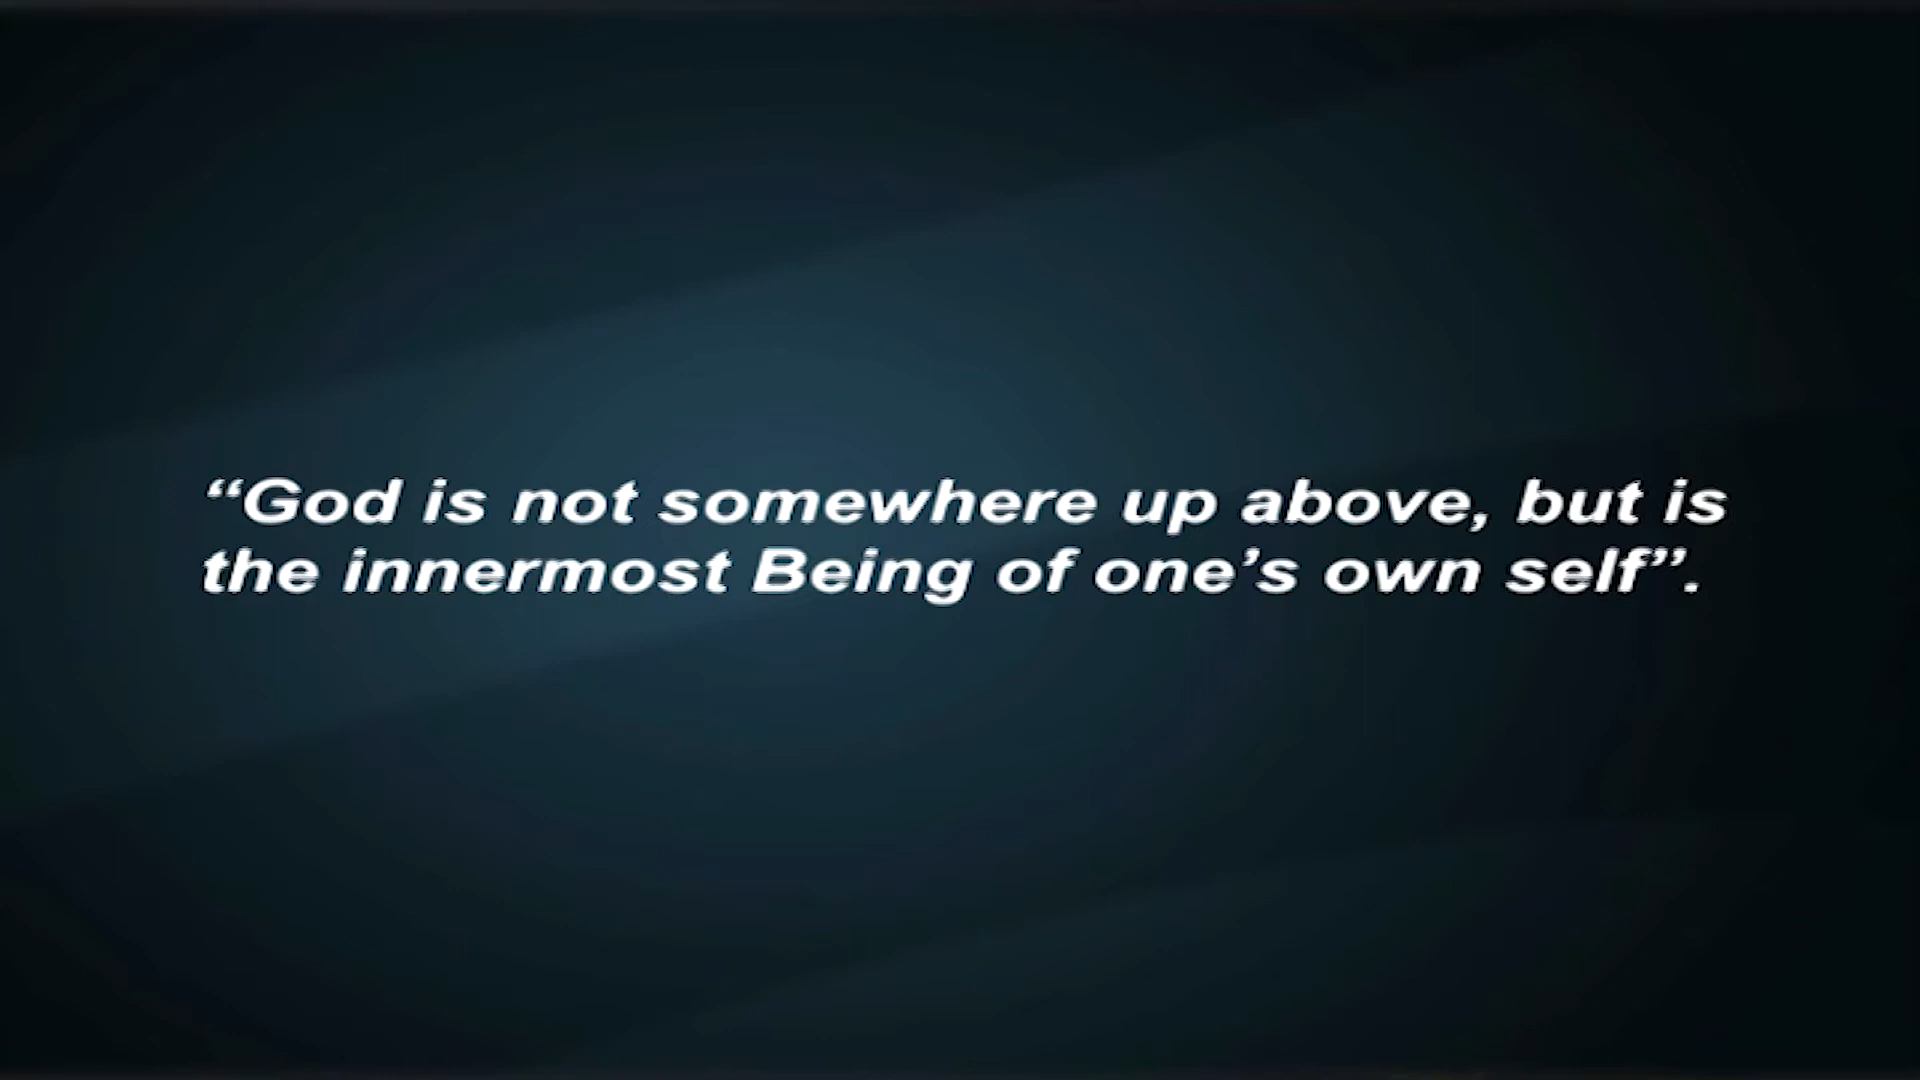 “God is not somewhere up above, but is
the innermost Being of one’s own self”.